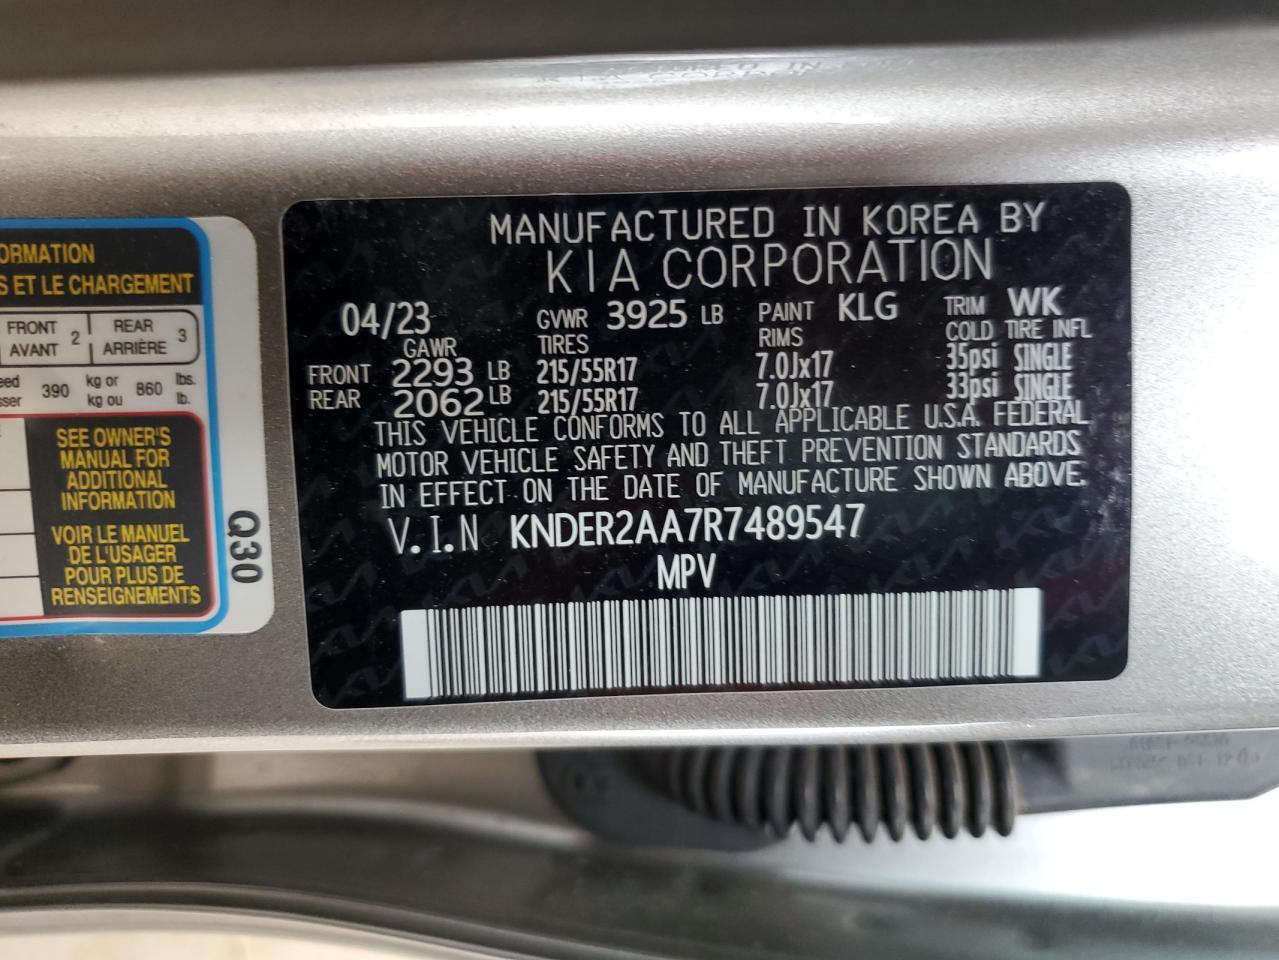 MANUFACTURED IN KOREA BY
KIA CORPORATION
04/23 GVWR 3925 LB PAINT KLG TRIM WK
GAWR TIRES RIMS COLD TIRE INFL
FRONT 2293 LB 215/55R17 7.0Jx17 35psi SINGLE
REAR 2062 LB 215/55R17 7.0Jx17 33psi SINGLE
THIS VEHICLE CONFORMS TO ALL APPLICABLE U.S.A. FEDERAL
MOTOR VEHICLE SAFETY AND THEFT PREVENTION STANDARDS
IN EFFECT ON THE DATE OF MANUFACTURE SHOWN ABOVE.
V.I.N KNDER2AA7R7489547
MPV
ET LE CHARGEMENT
FRONT AVANT 2 REAR ARRIÈRE 3
390 kg or kg ou 860 lbs. lb.
SEE OWNER'S
MANUAL FOR
ADDITIONAL
INFORMATION
VOIR LE MANUEL
DE L'USAGER
POUR PLUS DE
RENSEIGNEMENTS
Q30